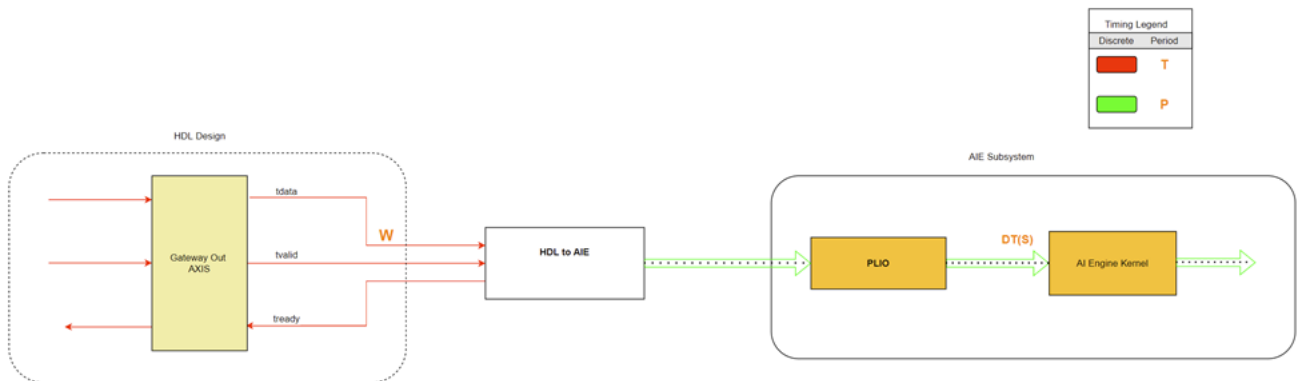 Timing Legend
Discrete Period
T
P
HDL Design
AIE Subsystem
tdata
W
Gateway Out
AXIS
tvalid
tready
HDL to AIE
PLIO
DT(S)
AI Engine Kernel